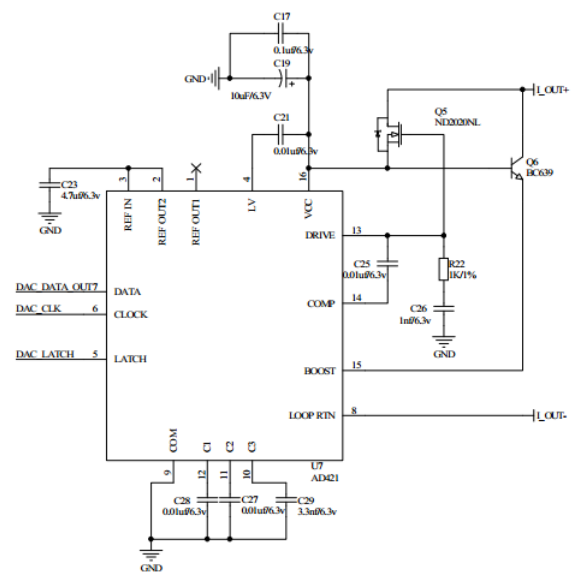 C17
0.1uf/6.3v
C19
GND
10uF/6.3V
I_OUT+
Q5
ND2020NL
C21
0.01uf/6.3v
Q6
BC639
C23
4.7uf/6.3v
GND
3
2
1
4
16
REF IN
REF OUT2
REF OUT1
LV
VCC
DRIVE
13
C25
0.01uf/6.3v
R22
1K/1%
DAC_DATA_OUT
7
DATA
DAC_CLK
6
CLOCK
COMP
14
C26
1nf/6.3v
GND
DAC_LATCH
5
LATCH
BOOST
15
LOOP RTN
8
I_OUT-
COM
C1
C2
C3
U7
AD421
9
12
11
10
C28
0.01uf/6.3v
C27
0.01uf/6.3v
C29
3.3nf/6.3v
GND